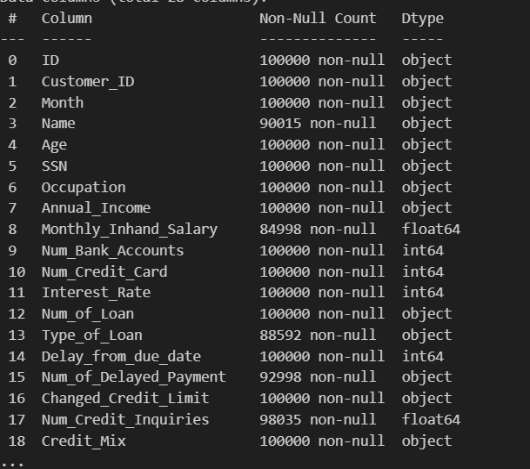 Data columns (total 28 columns):
#   Column                    Non-Null Count   Dtype
---  ------                    --------------   -----
0   ID                        100000 non-null  object
1   Customer_ID               100000 non-null  object
2   Month                     100000 non-null  object
3   Name                      90015 non-null   object
4   Age                       100000 non-null  object
5   SSN                       100000 non-null  object
6   Occupation                100000 non-null  object
7   Annual_Income             100000 non-null  object
8   Monthly_Inhand_Salary     84998 non-null   float64
9   Num_Bank_Accounts         100000 non-null  int64
10  Num_Credit_Card           100000 non-null  int64
11  Interest_Rate             100000 non-null  int64
12  Num_of_Loan               100000 non-null  object
13  Type_of_Loan              88592 non-null   object
14  Delay_from_due_date       100000 non-null  int64
15  Num_of_Delayed_Payment    92998 non-null   object
16  Changed_Credit_Limit      100000 non-null  object
17  Num_Credit_Inquiries      98035 non-null   float64
18  Credit_Mix                100000 non-null  object
...